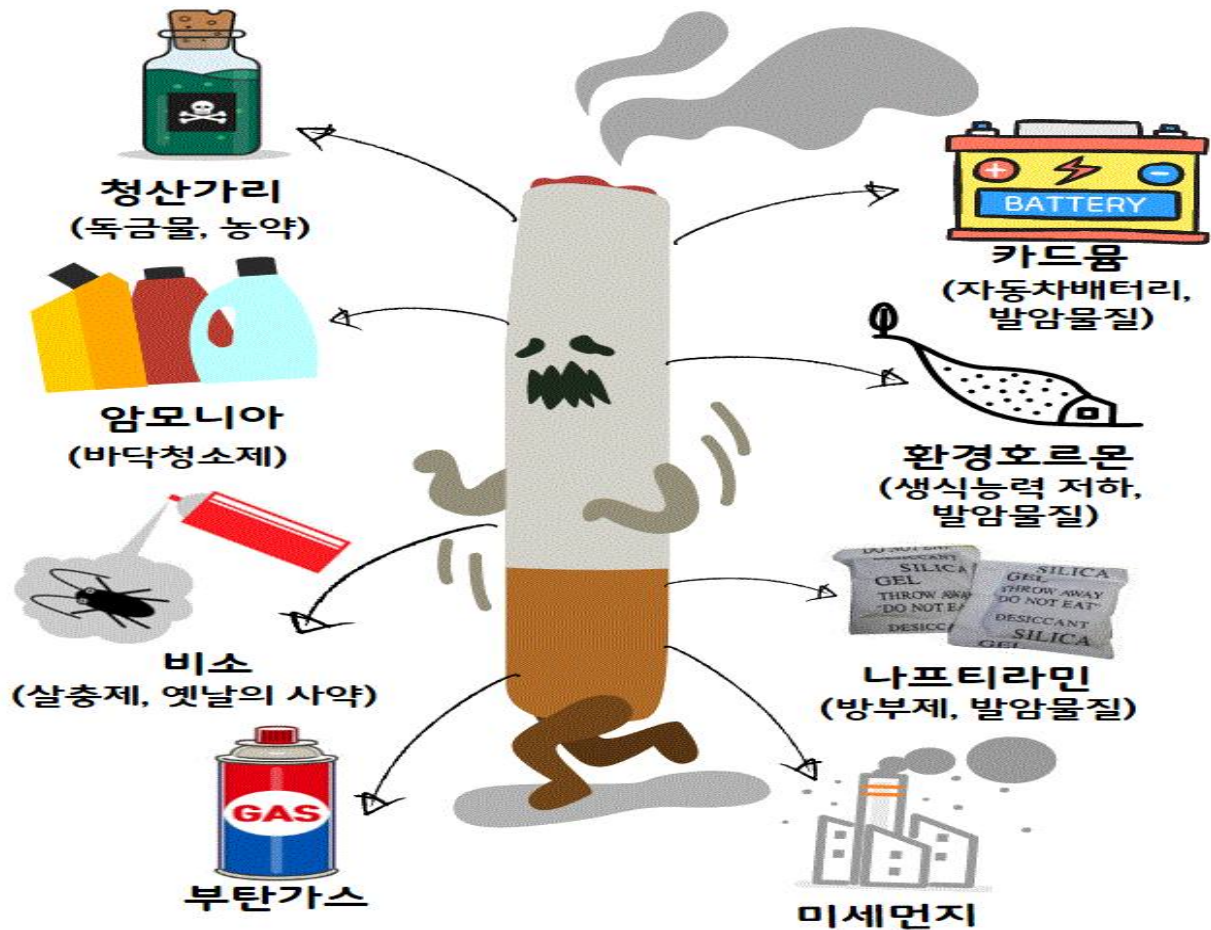 청산가리
(독금물, 농약)
BATTERY
카드뮴
(자동차배터리,
발암물질)
암모니아
(바닥청소제)
환경호르몬
(생식능력 저하,
발암물질)
비소
(살충제, 옛날의 사약)
SILICA
GEL
THROW AWAY
"DO NOT EA
DESICC
SILICA
GEL
THROW AWAY
"DO NOT EAT"
DESICCANT
SILICA
GEL
나프티라민
(방부제, 발암물질)
GAS
부탄가스
미세먼지